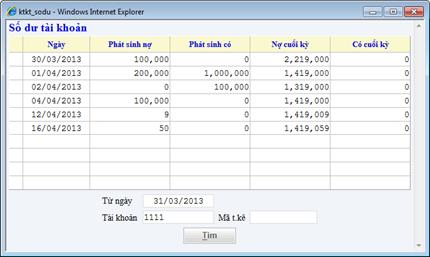 ktkt_sodu - Windows Internet Explorer
Số dư tài khoản
Ngày Phát sinh nợ Phát sinh có Nợ cuối kỳ Có cuối kỳ
30/03/2013 100,000 0 2,219,000 0
01/04/2013 200,000 1,000,000 1,419,000 0
02/04/2013 0 100,000 1,319,000 0
04/04/2013 100,000 0 1,419,000 0
12/04/2013 9 0 1,419,009 0
16/04/2013 50 0 1,419,059 0
Từ ngày 31/03/2013
Tài khoản 1111 Mã t.kê
Tìm